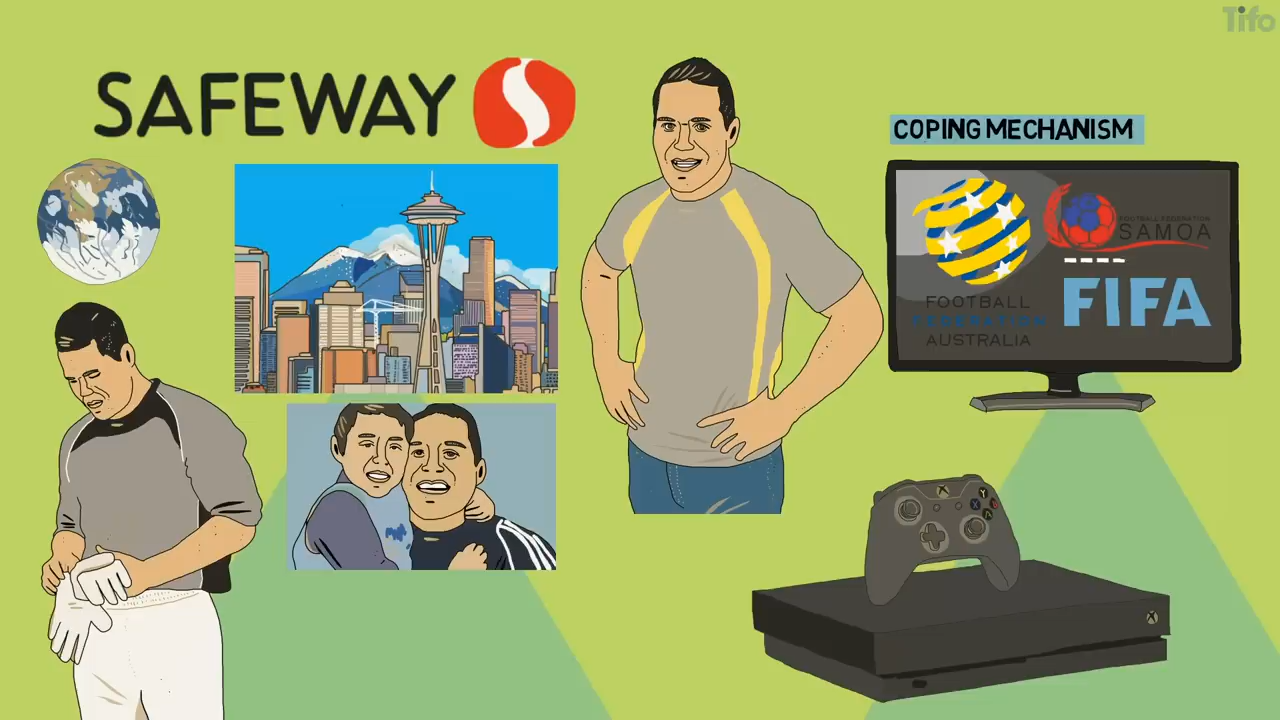 Tifo
SAFEWAY
COPING MECHANISM
FOOTBALL FEDERATION
SAMOA
FIFA
FOOTBALL
FEDERATION
AUSTRALIA
Y
X
B
A